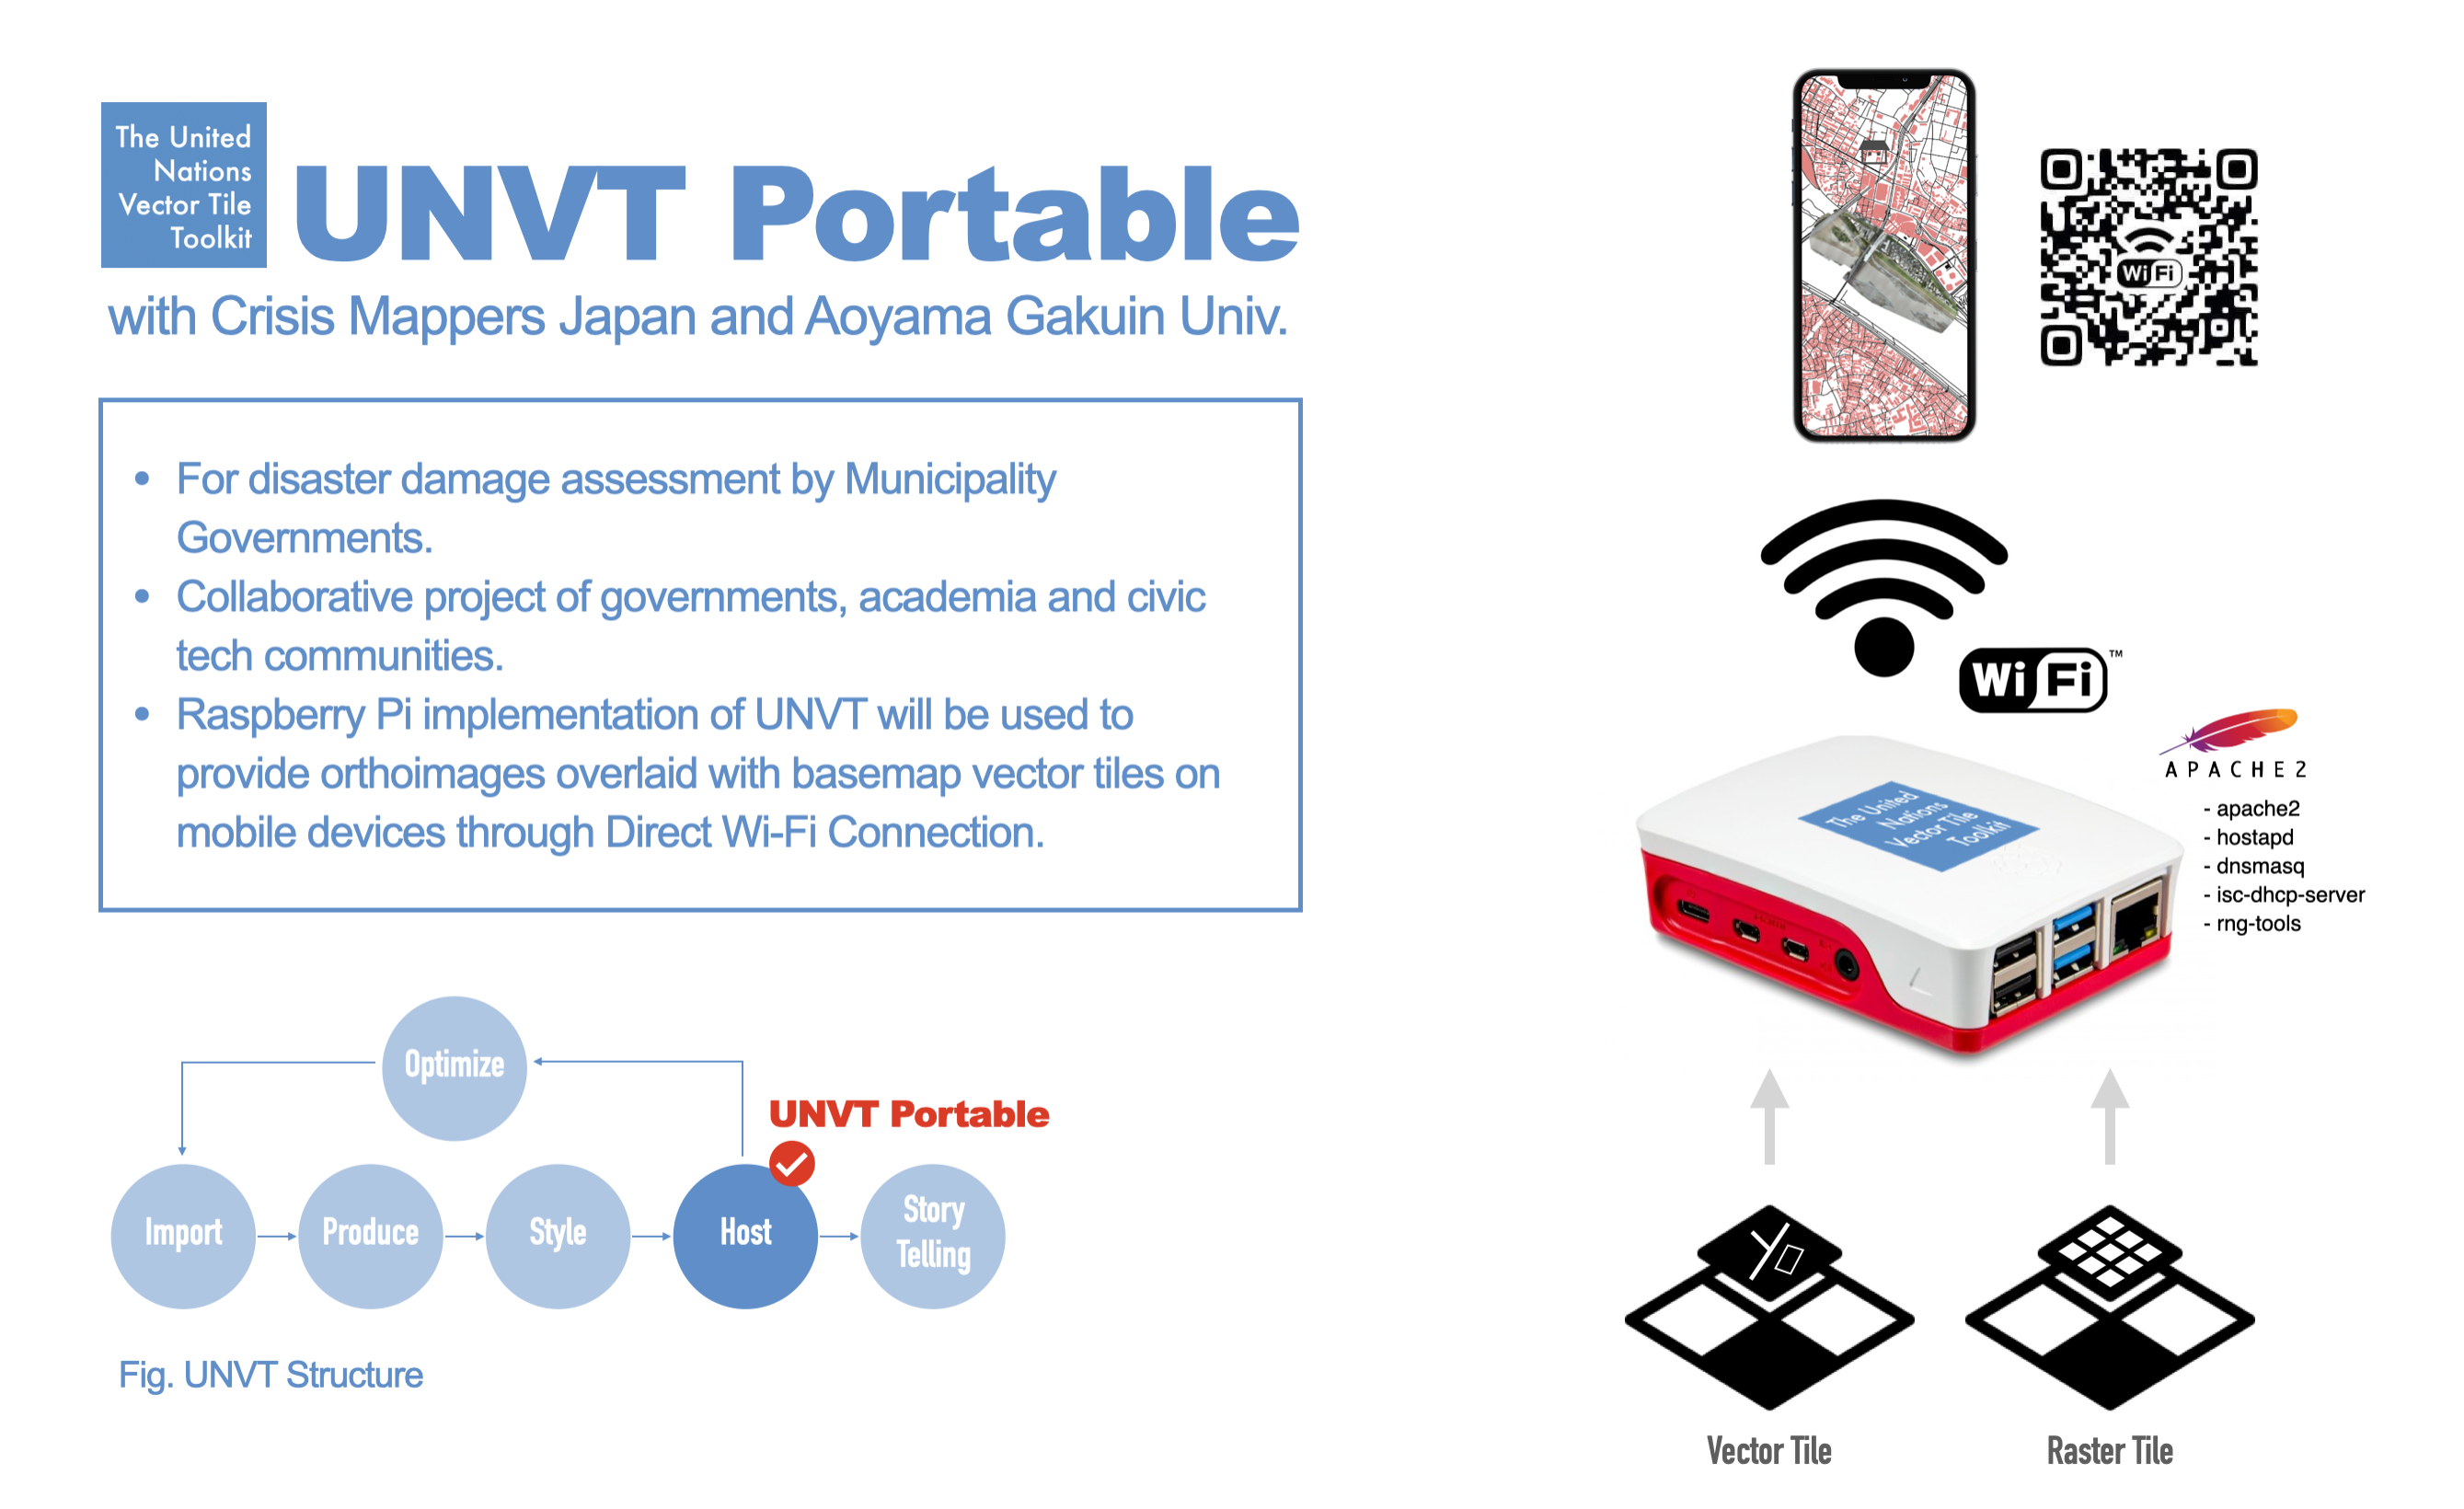 The United
Nations
Vector Tile
Toolkit
UNVT Portable
with Crisis Mappers Japan and Aoyama Gakuin Univ.
• For disaster damage assessment by Municipality
Governments.
• Collaborative project of governments, academia and civic
tech communities.
• Raspberry Pi implementation of UNVT will be used to
provide orthoimages overlaid with basemap vector tiles on
mobile devices through Direct Wi-Fi Connection.
Optimize
UNVT Portable
Import
Produce
Style
Host
Story
Telling
Fig. UNVT Structure
Wi Fi
Wi Fi™
APACHE2
- apache2
- hostapd
- dnsmasq
- isc-dhcp-server
- rng-tools
The United
Nations
Vector Tile
Toolkit
Vector Tile
Raster Tile